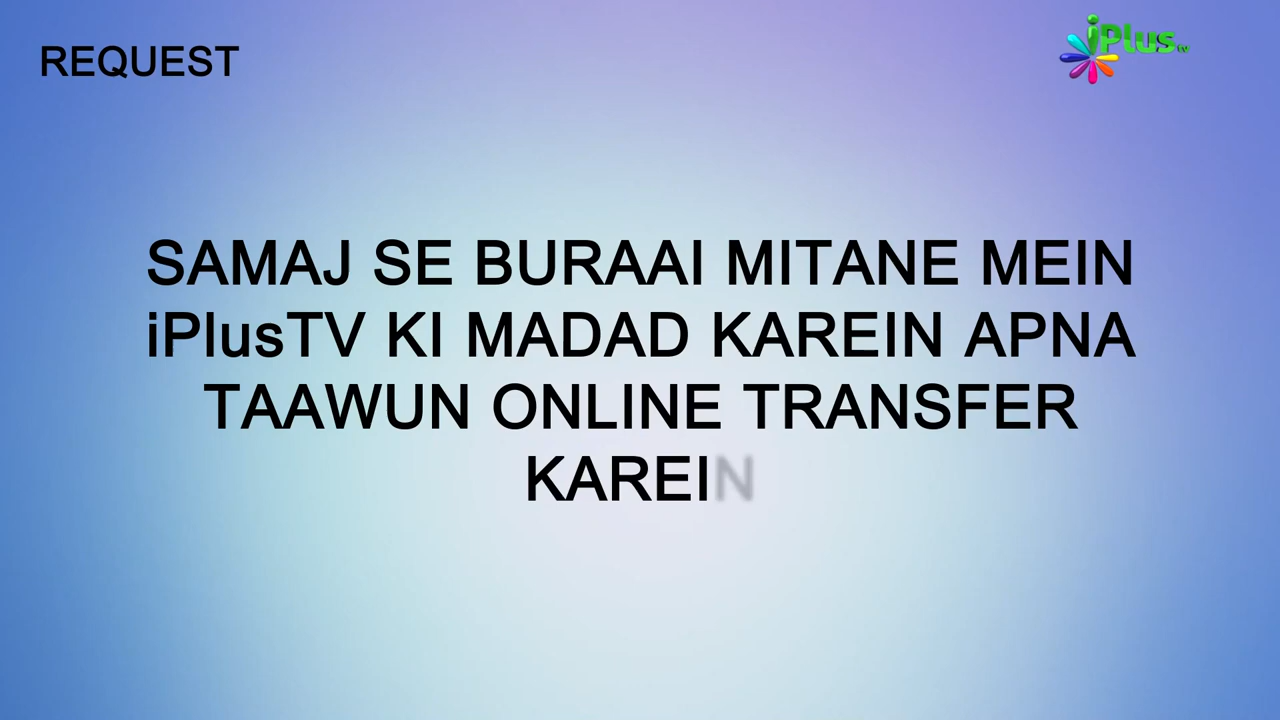 REQUEST
iPlus TV
SAMAJ SE BURAAI MITANE MEIN
iPlusTV KI MADAD KAREIN APNA
TAAWUN ONLINE TRANSFER
KAREIN